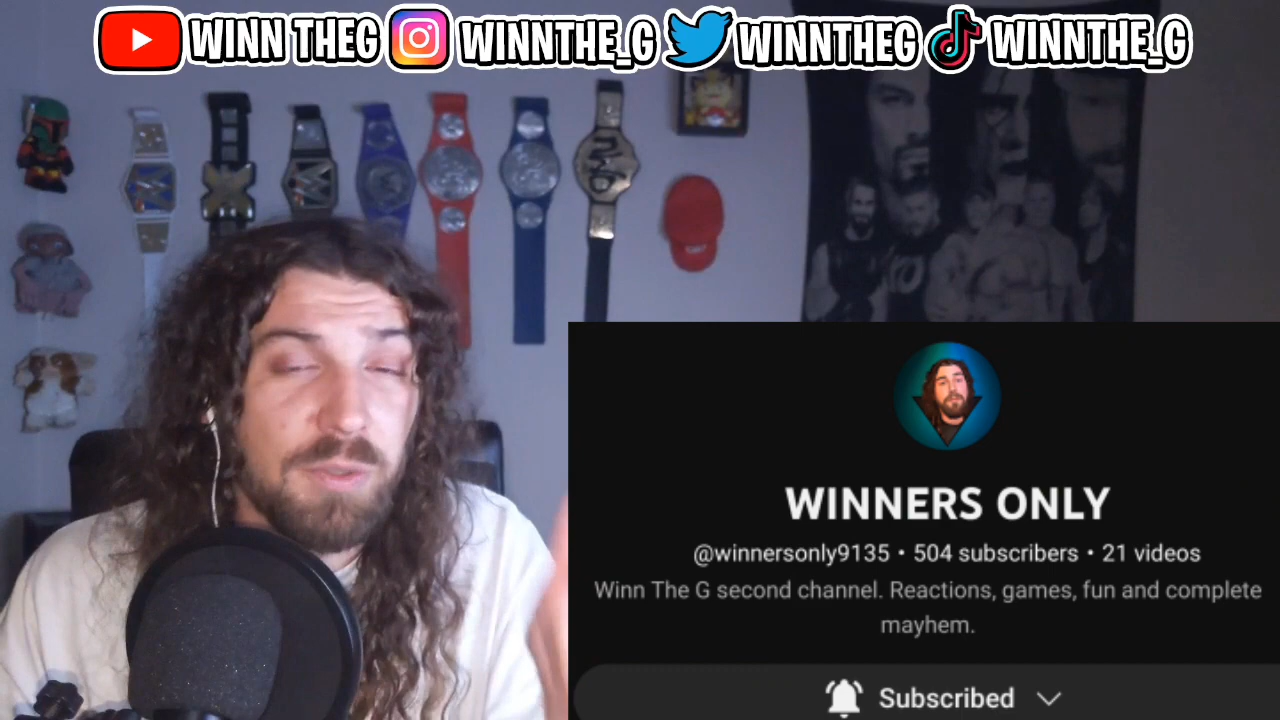 WINN THEG WINNTHE_G WINNTHEG WINNTHE_G
WINNERS ONLY
@winnersonly9135 • 504 subscribers • 21 videos
Winn The G second channel. Reactions, games, fun and complete
mayhem.
Subscribed